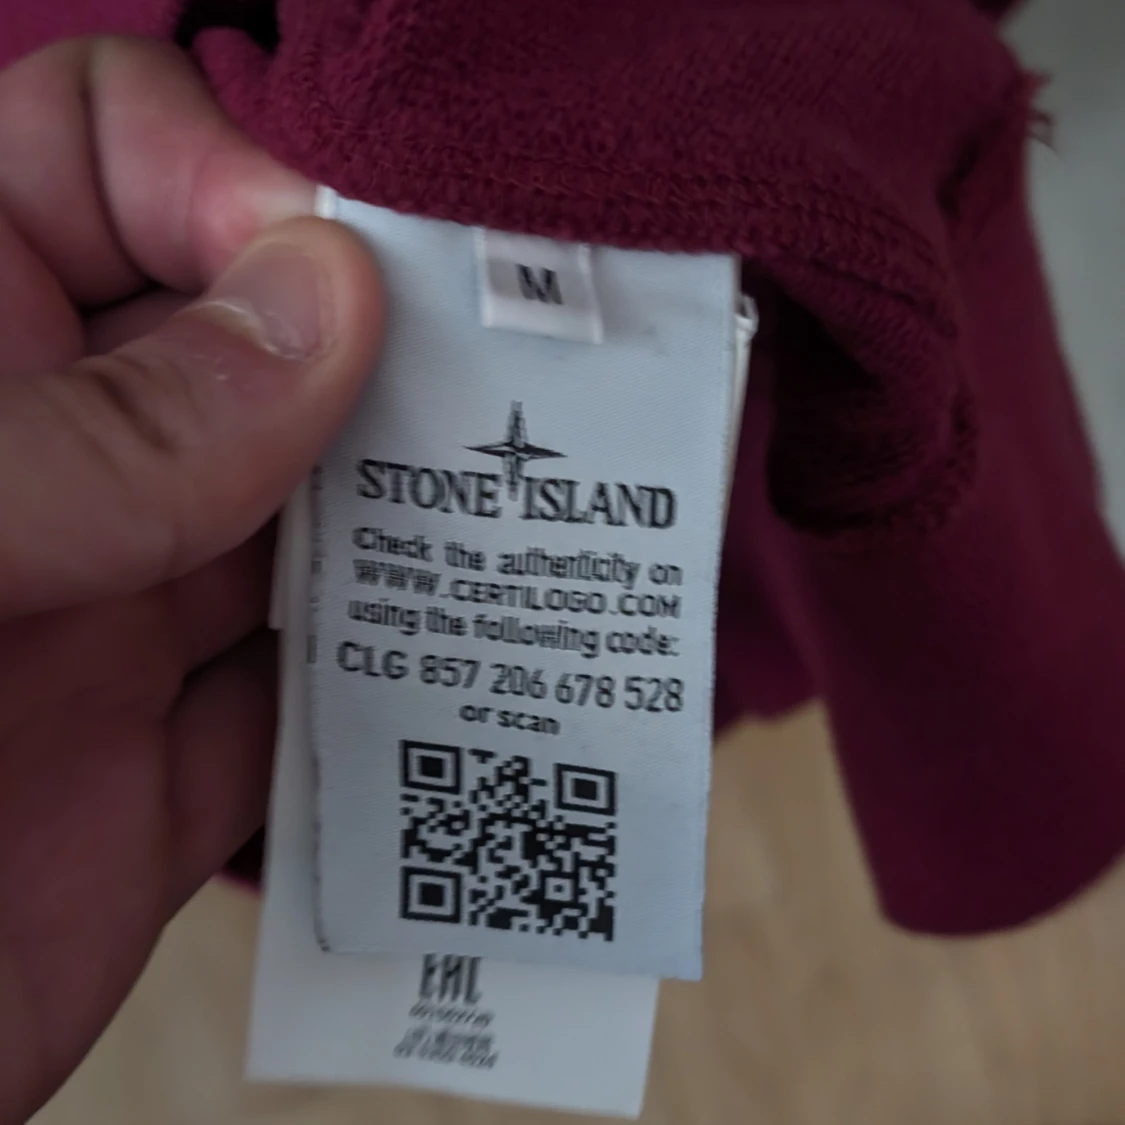 M
STONE ISLAND
Check the authenticity on
WWW.CERTILOGO.COM
using the following code:
CLG 857 206 678 528
or scan
EAC